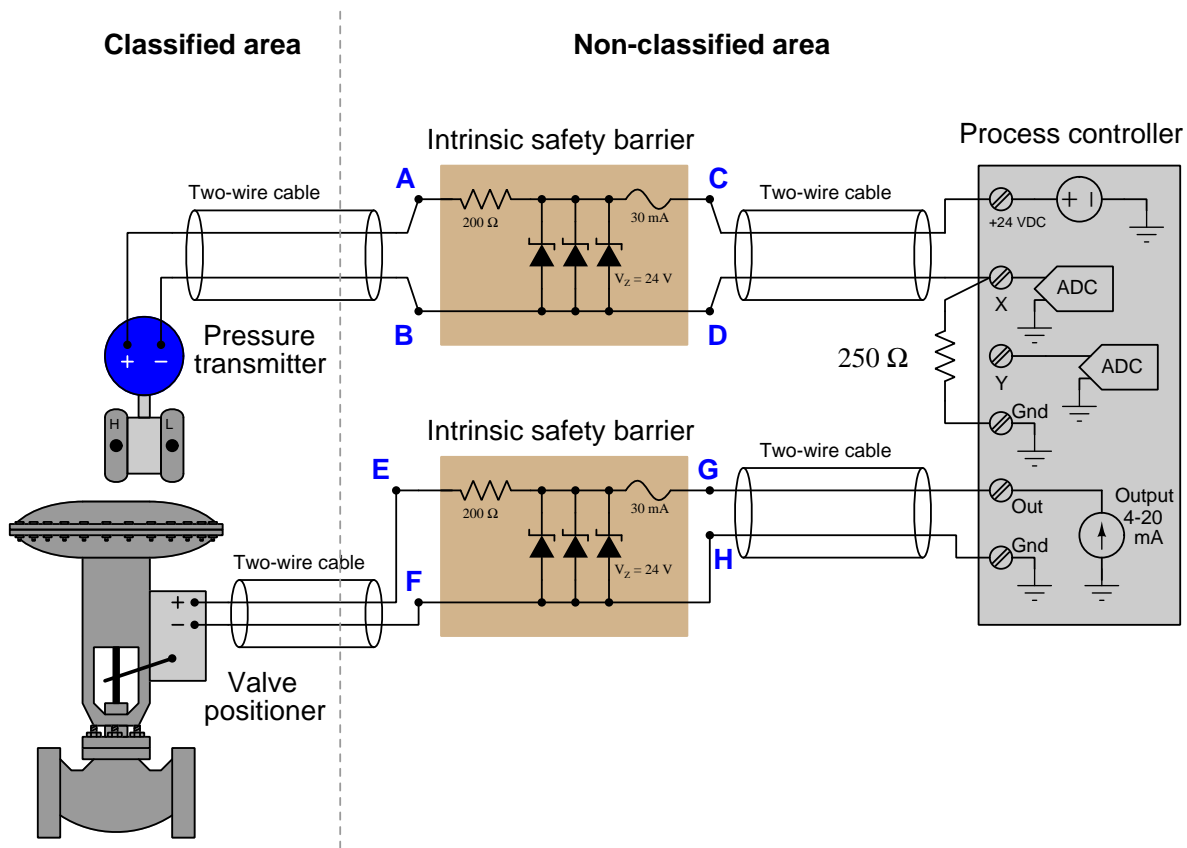 Classified area
Non-classified area
Intrinsic safety barrier
Process controller
A
C
Two-wire cable
Two-wire cable
200 Ω
30 mA
+24 VDC
+ −
ADC
X
V_Z = 24 V
B
D
Pressure
transmitter
+ −
250 Ω
ADC
Y
H
L
Gnd
Intrinsic safety barrier
Two-wire cable
E
G
200 Ω
30 mA
Out
Output
4-20
mA
H
Gnd
Two-wire cable
F
V_Z = 24 V
+
−
Valve
positioner